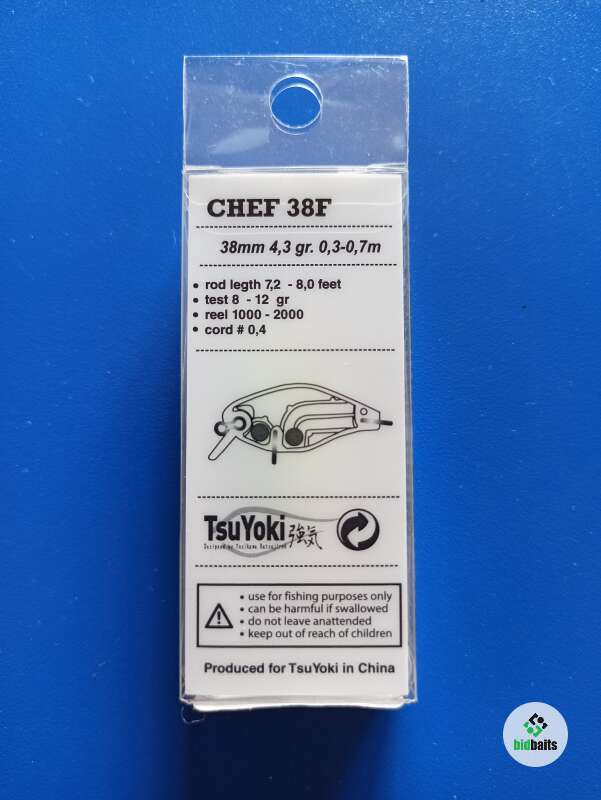 CHEF 38F
38mm 4,3 gr. 0,3-0,7m
• rod legth 7,2 - 8,0 feet
• test 8 - 12 gr
• reel 1000 - 2000
• cord # 0,4
TsuYoki 強気
Designed by
• use for fishing purposes only
• can be harmful if swallowed
• do not leave anattended
• keep out of reach of children
Produced for TsuYoki in China
bidbaits